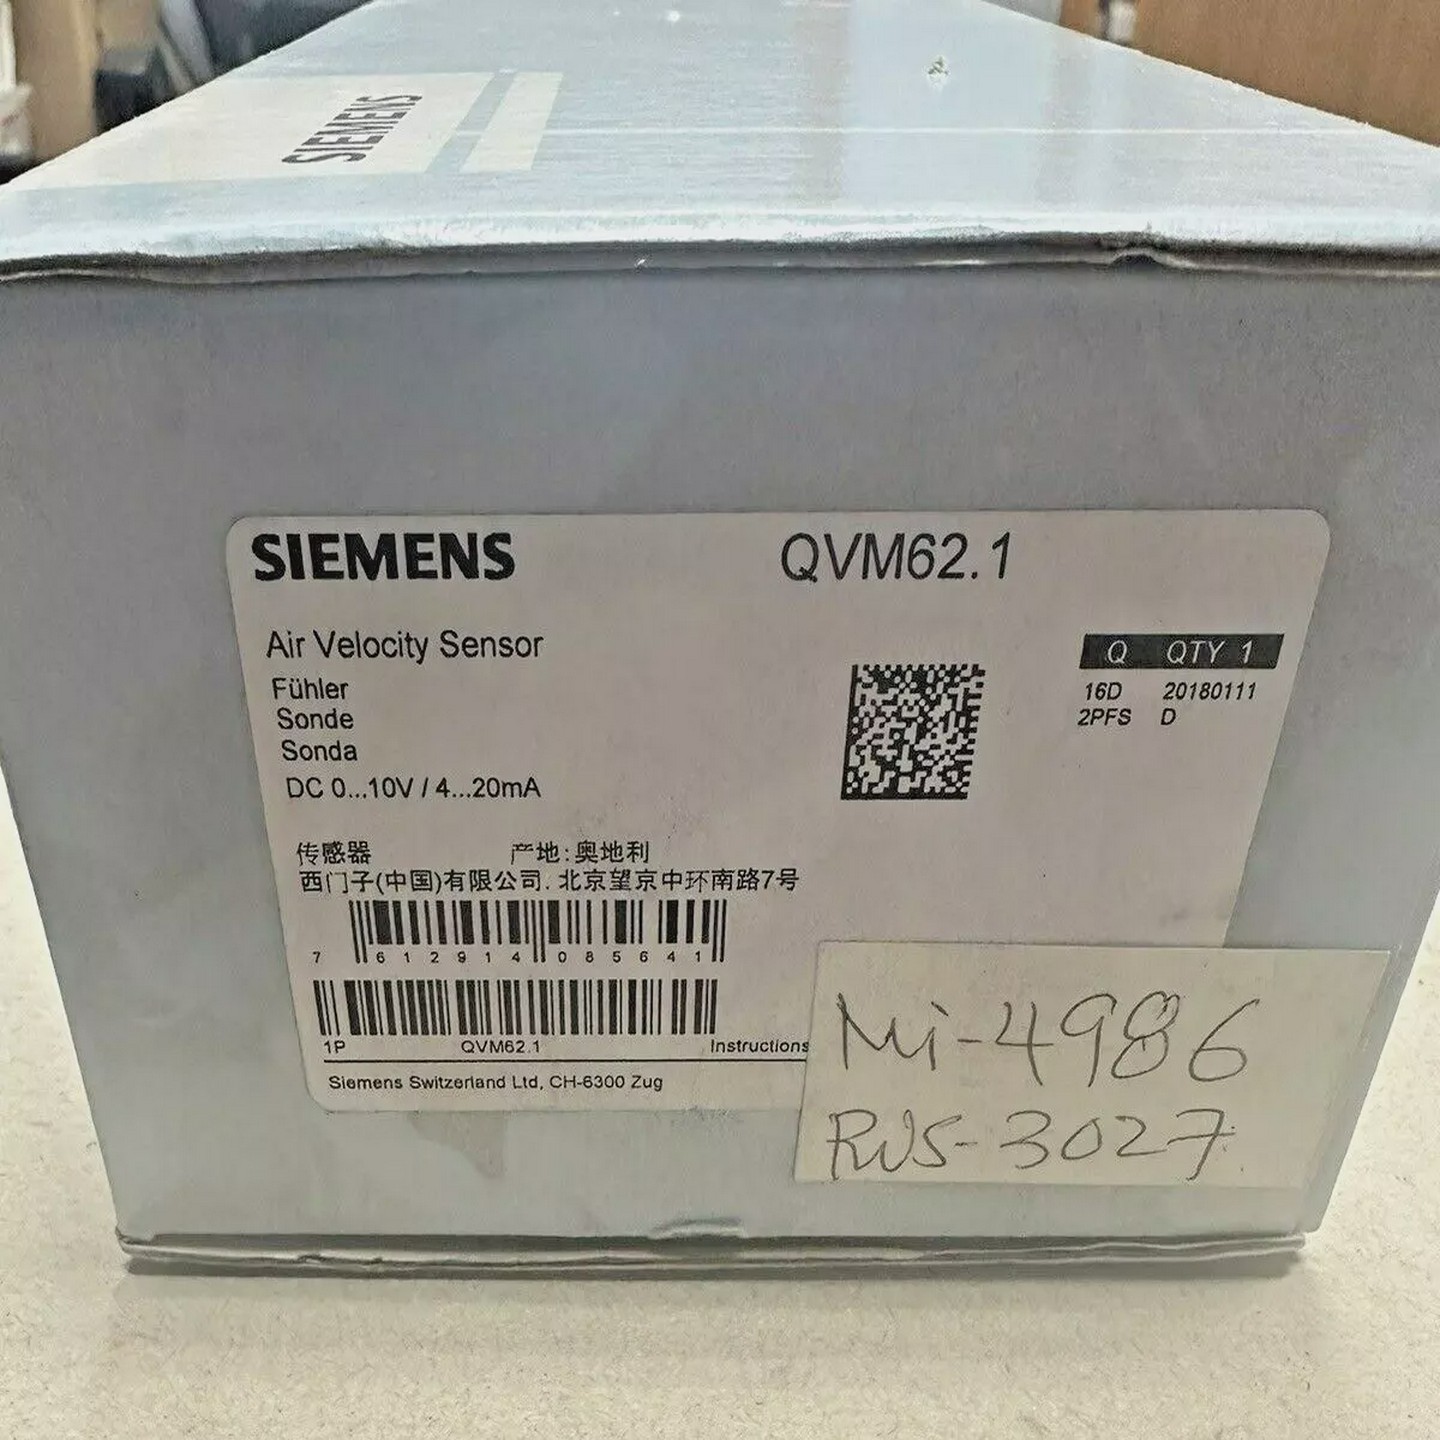 SIEMENS
SIEMENS QVM62.1
Air Velocity Sensor
Fühler
Sonde
Sonda
DC 0...10V / 4...20mA
Q QTY 1
16D 20180111
2PFS D
传感器 产地:奥地利
西门子(中国)有限公司. 北京望京中环南路7号
7 612914 085641
1P QVM62.1 Instructions
Siemens Switzerland Ltd, CH-6300 Zug
Mi-4986
RVS-3027